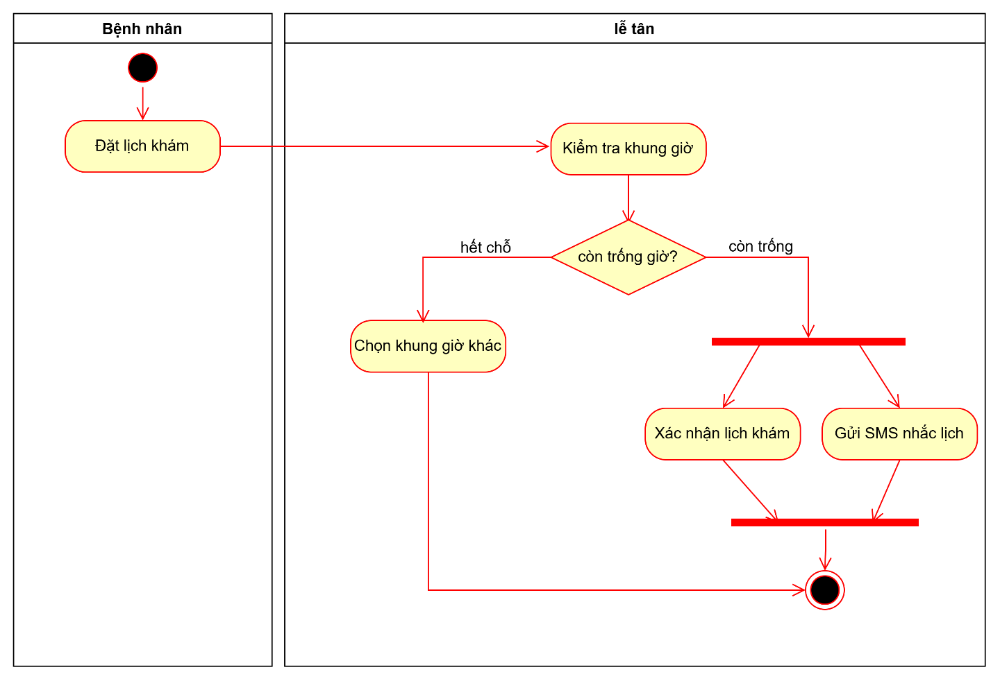 Bệnh nhân
lễ tân
Đặt lịch khám
Kiểm tra khung giờ
còn trống giờ?
hết chỗ
còn trống
Chọn khung giờ khác
Xác nhận lịch khám
Gửi SMS nhắc lịch